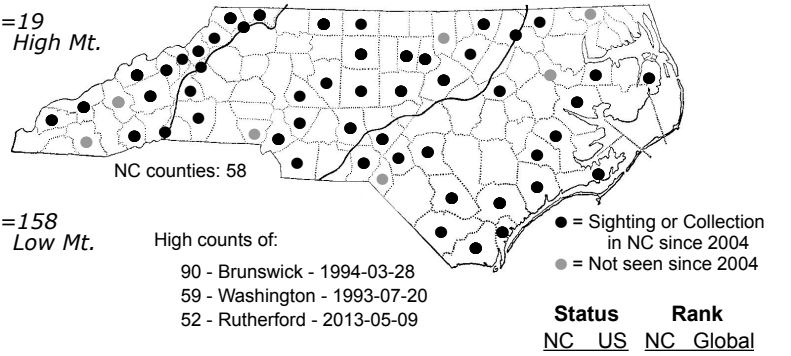 =19
High Mt.
NC counties: 58
=158
Low Mt.
High counts of:
90 - Brunswick - 1994-03-28
59 - Washington - 1993-07-20
52 - Rutherford - 2013-05-09
● = Sighting or Collection
in NC since 2004
● = Not seen since 2004
Status Rank
NC US NC Global